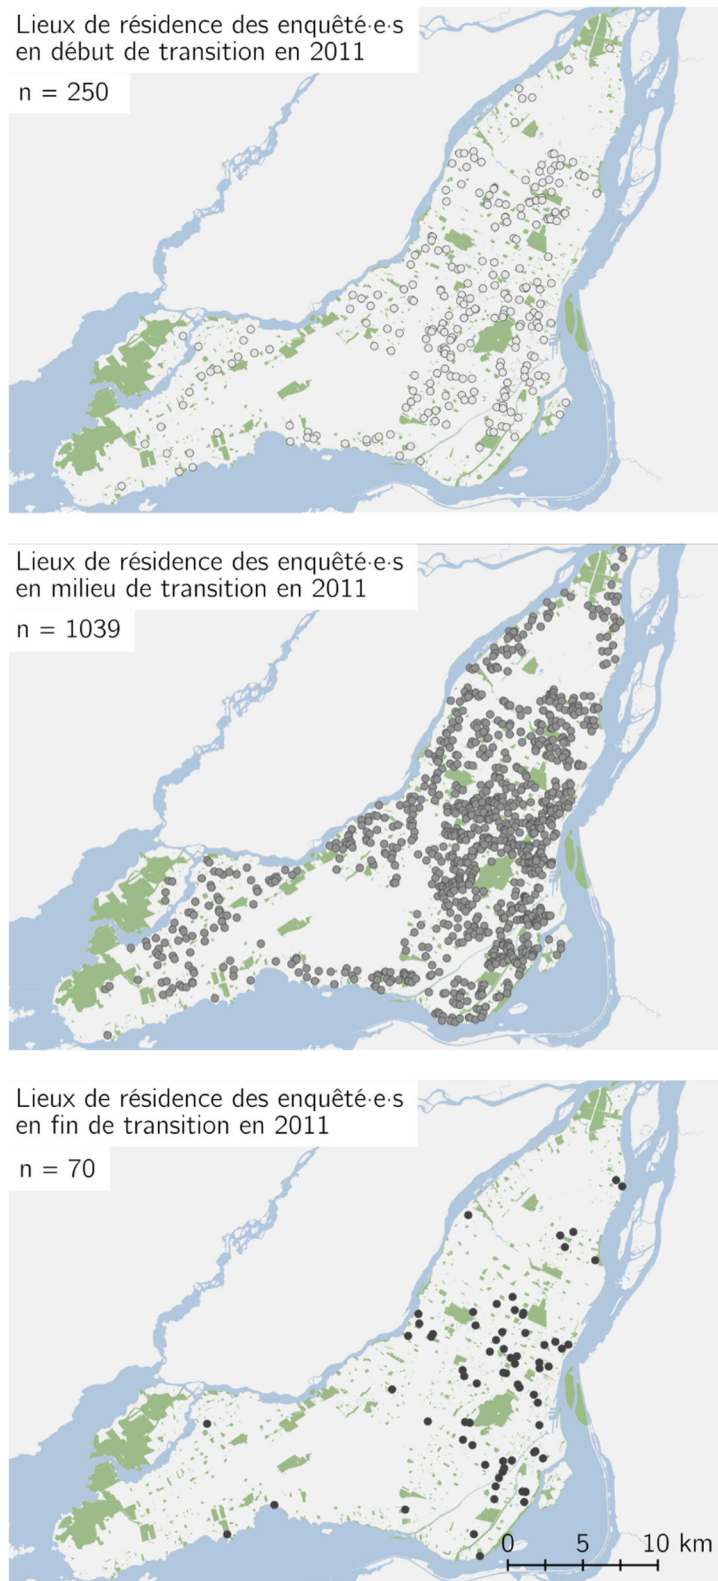 Lieux de résidence des enquêté·e·s
en début de transition en 2011
n = 250
Lieux de résidence des enquêté·e·s
en milieu de transition en 2011
n = 1039
Lieux de résidence des enquêté·e·s
en fin de transition en 2011
n = 70
0 5 10 km